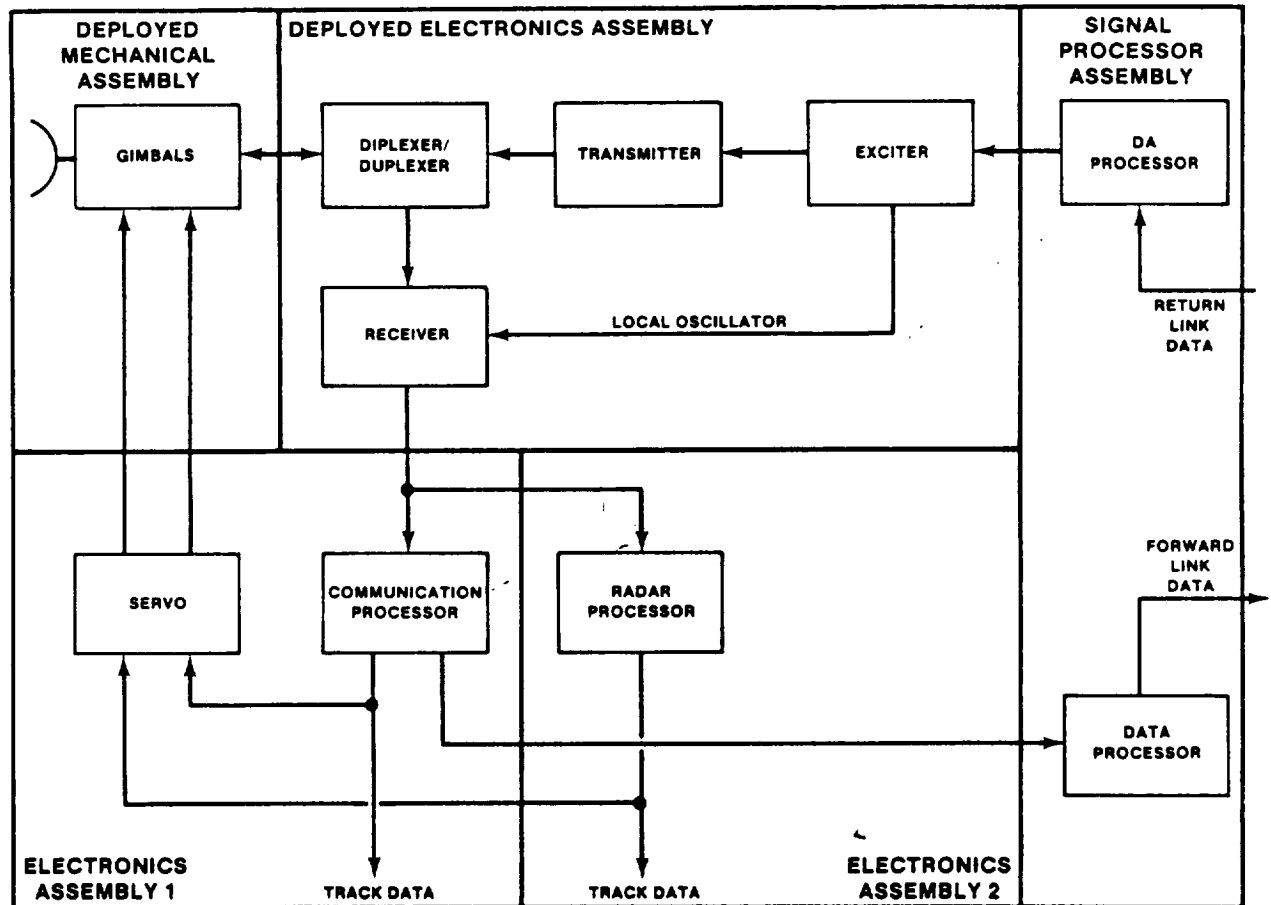 DEPLOYED
MECHANICAL
ASSEMBLY
DEPLOYED ELECTRONICS ASSEMBLY
SIGNAL
PROCESSOR
ASSEMBLY
GIMBALS
DIPLEXER/
DUPLEXER
TRANSMITTER
EXCITER
DA
PROCESSOR
RECEIVER
LOCAL OSCILLATOR
RETURN
LINK
DATA
SERVO
COMMUNICATION
PROCESSOR
RADAR
PROCESSOR
FORWARD
LINK
DATA
DATA
PROCESSOR
ELECTRONICS
ASSEMBLY 1
TRACK DATA
TRACK DATA
ELECTRONICS
ASSEMBLY 2